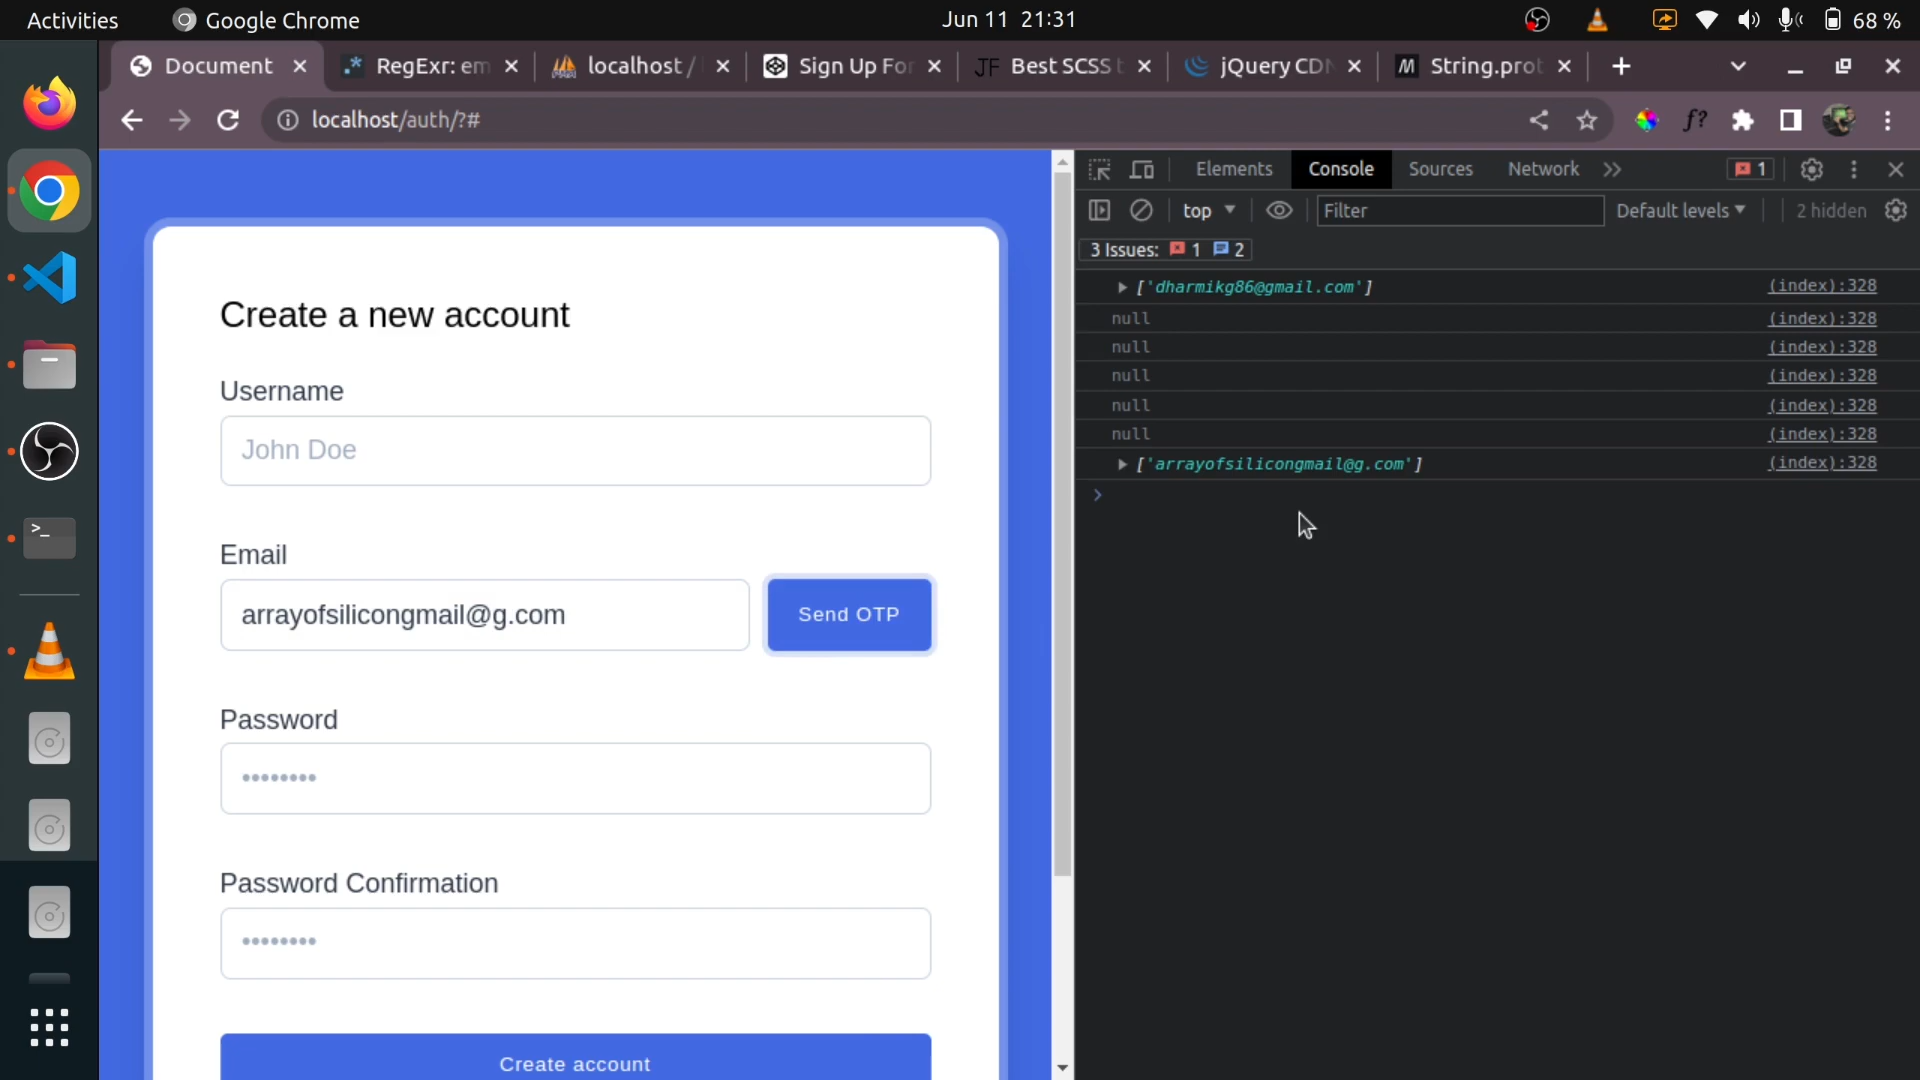 Activities
Google Chrome
Jun 11 21:31
68 %
Document
RegExr: em
localhost /
Sign Up For
JF
Best SCSS t
jQuery CDN
M
String.prot
localhost/auth/?#
f?
Elements
Console
Sources
Network
1
top
Filter
Default levels
2 hidden
3 Issues:
1
2
['dharmikg86@gmail.com']
(index):328
null
(index):328
null
(index):328
null
(index):328
null
(index):328
null
(index):328
['arrayofsilicongmail@g.com']
(index):328
Create a new account
Username
John Doe
Email
arrayofsilicongmail@g.com
Send OTP
Password
••••••••
Password Confirmation
••••••••
Create account